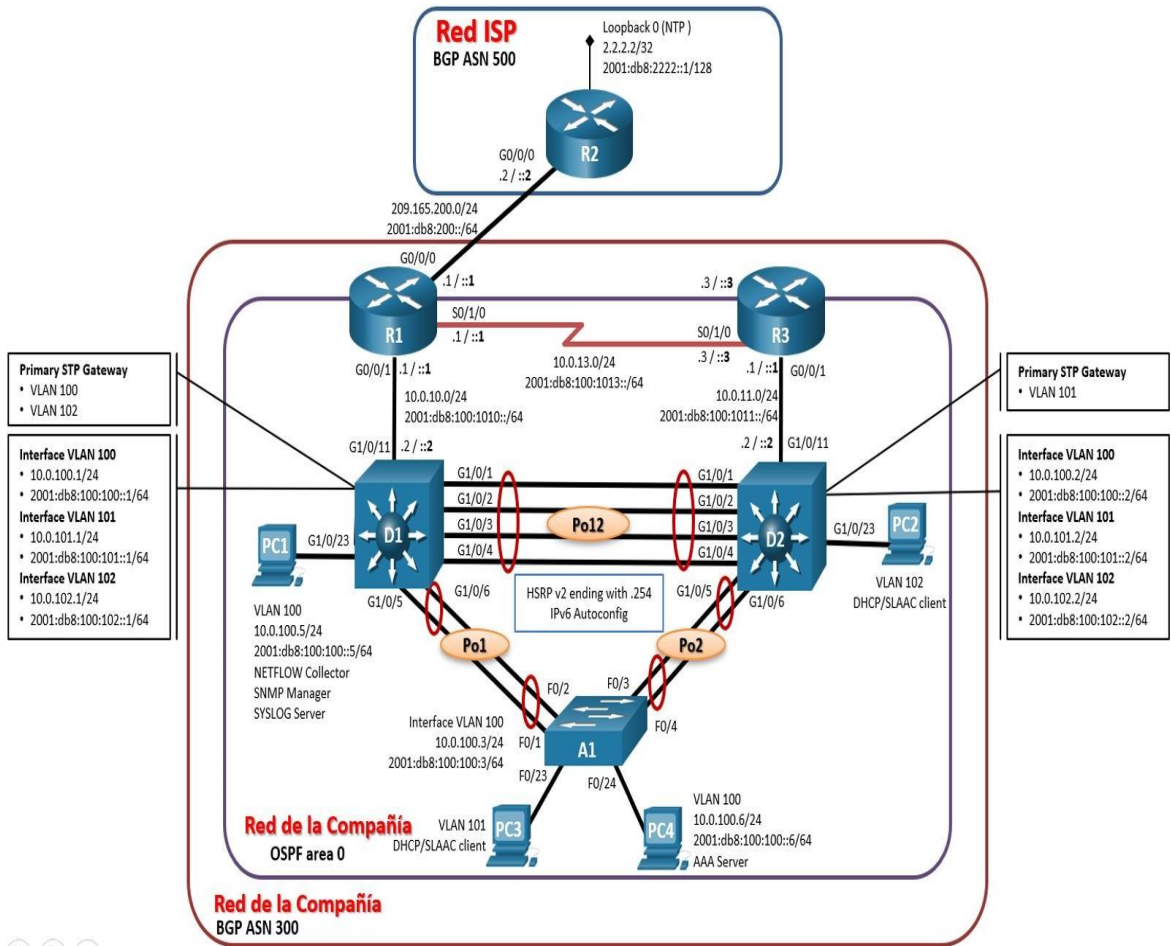 Red ISP
BGP ASN 500
Loopback 0 (NTP )
2.2.2.2/32
2001:db8:2222::1/128
G0/0/0
.2 / ::2
R2
209.165.200.0/24
2001:db8:200::/64
G0/0/0
.1 / ::1
R1
S0/1/0
.1 / ::1
.3 / ::3
R3
S0/1/0
.3 / ::3
10.0.13.0/24
2001:db8:100:1013::/64
G0/0/1
.1 / ::1
10.0.10.0/24
2001:db8:100:1010::/64
G1/0/11
.2 / ::2
.1 / ::1
G0/0/1
10.0.11.0/24
2001:db8:100:1011::/64
.2 / ::2
G1/0/11
Primary STP Gateway
• VLAN 100
• VLAN 102
Interface VLAN 100
• 10.0.100.1/24
• 2001:db8:100:100::1/64
Interface VLAN 101
• 10.0.101.1/24
• 2001:db8:100:101::1/64
Interface VLAN 102
• 10.0.102.1/24
• 2001:db8:100:102::1/64
Primary STP Gateway
• VLAN 101
Interface VLAN 100
• 10.0.100.2/24
• 2001:db8:100:100::2/64
Interface VLAN 101
• 10.0.101.2/24
• 2001:db8:100:101::2/64
Interface VLAN 102
• 10.0.102.2/24
• 2001:db8:100:102::2/64
G1/0/1
G1/0/2
G1/0/3
G1/0/4
Po12
G1/0/1
G1/0/2
G1/0/3
G1/0/4
D1
D2
PC1
G1/0/23
VLAN 100
10.0.100.5/24
2001:db8:100:100::5/64
NETFLOW Collector
SNMP Manager
SYSLOG Server
G1/0/23
PC2
VLAN 102
DHCP/SLAAC client
G1/0/5
G1/0/6
HSRP v2 ending with .254
IPv6 Autoconfig
G1/0/5
G1/0/6
Po1
Po2
F0/2
F0/1
F0/3
F0/4
Interface VLAN 100
10.0.100.3/24
2001:db8:100:100:3/64
A1
F0/23
F0/24
VLAN 101
DHCP/SLAAC client
PC3
PC4
VLAN 100
10.0.100.6/24
2001:db8:100:100::6/64
AAA Server
Red de la Compañía
OSPF area 0
Red de la Compañía
BGP ASN 300